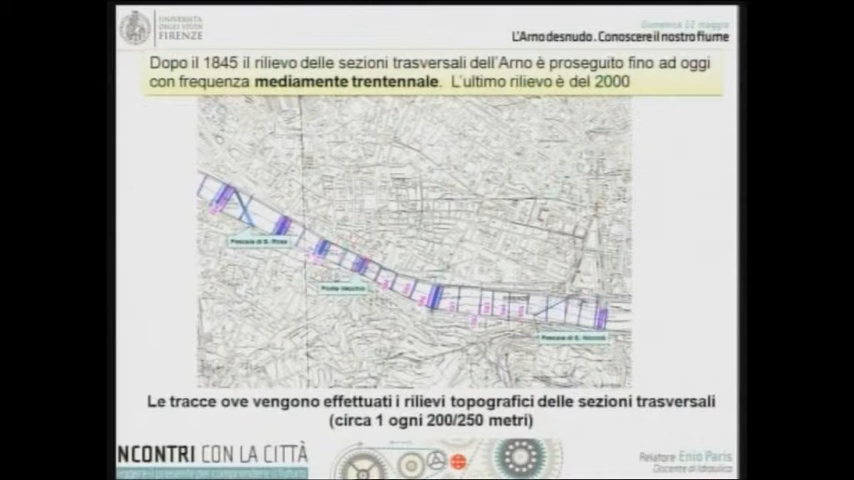 UNIVERSITÀ
DEGLI STUDI
FIRENZE
Domenica 12 maggio
L'Arno desnudo. Conoscere il nostro fiume
Dopo il 1845 il rilievo delle sezioni trasversali dell'Arno è proseguito fino ad oggi
con frequenza mediamente trentennale. L'ultimo rilievo è del 2000
Pescaia di S. Rosa
Ponte Vecchio
Pescaia di S. Niccolò
Le tracce ove vengono effettuati i rilievi topografici delle sezioni trasversali
(circa 1 ogni 200/250 metri)
NCONTRI CON LA CITTÀ
Relatore Enio Paris
Docente di Idraulica